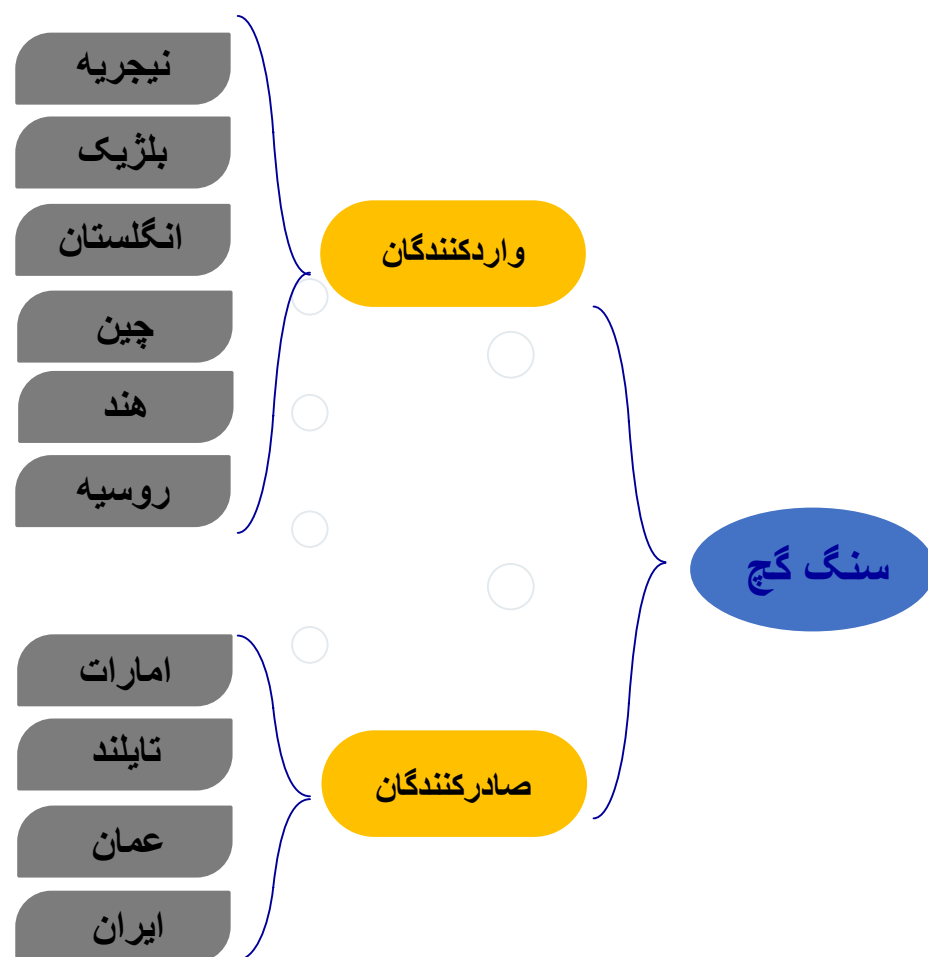 سنگ گچ
واردکنندگان
نیجریه
بلژیک
انگلستان
چین
هند
روسیه
صادرکنندگان
امارات
تایلند
عمان
ایران